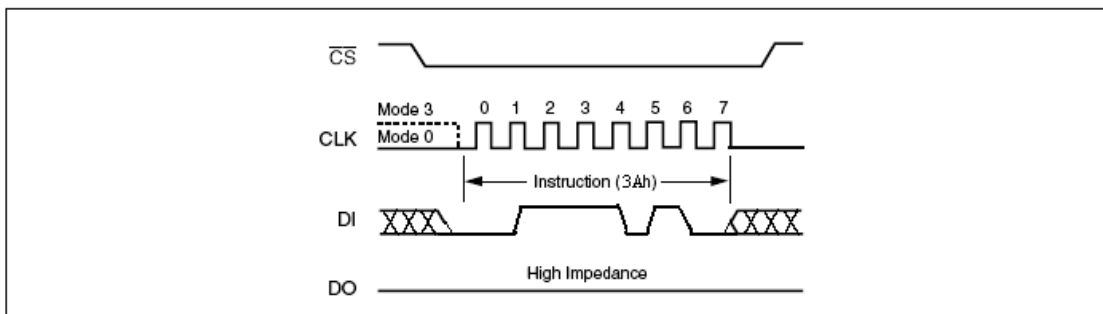 CS
Mode 3 0 1 2 3 4 5 6 7
CLK Mode 0
Instruction (3Ah)
DI
High Impedance
DO